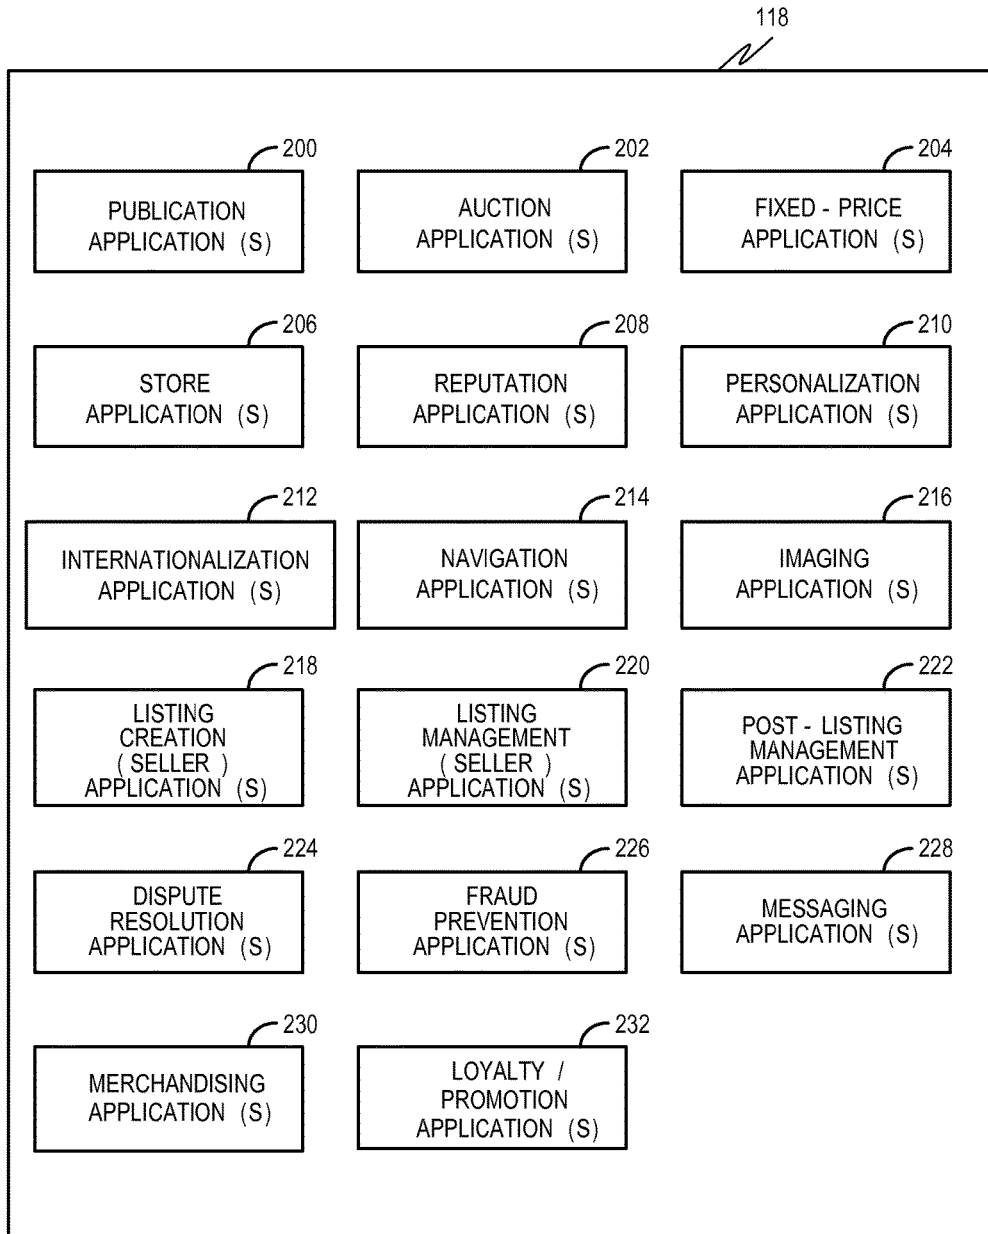 118
200
PUBLICATION
APPLICATION (S)
202
AUCTION
APPLICATION (S)
204
FIXED - PRICE
APPLICATION (S)
206
STORE
APPLICATION (S)
208
REPUTATION
APPLICATION (S)
210
PERSONALIZATION
APPLICATION (S)
212
INTERNATIONALIZATION
APPLICATION (S)
214
NAVIGATION
APPLICATION (S)
216
IMAGING
APPLICATION (S)
218
LISTING
CREATION
( SELLER )
APPLICATION (S)
220
LISTING
MANAGEMENT
( SELLER )
APPLICATION (S)
222
POST - LISTING
MANAGEMENT
APPLICATION (S)
224
DISPUTE
RESOLUTION
APPLICATION (S)
226
FRAUD
PREVENTION
APPLICATION (S)
228
MESSAGING
APPLICATION (S)
230
MERCHANDISING
APPLICATION (S)
232
LOYALTY /
PROMOTION
APPLICATION (S)